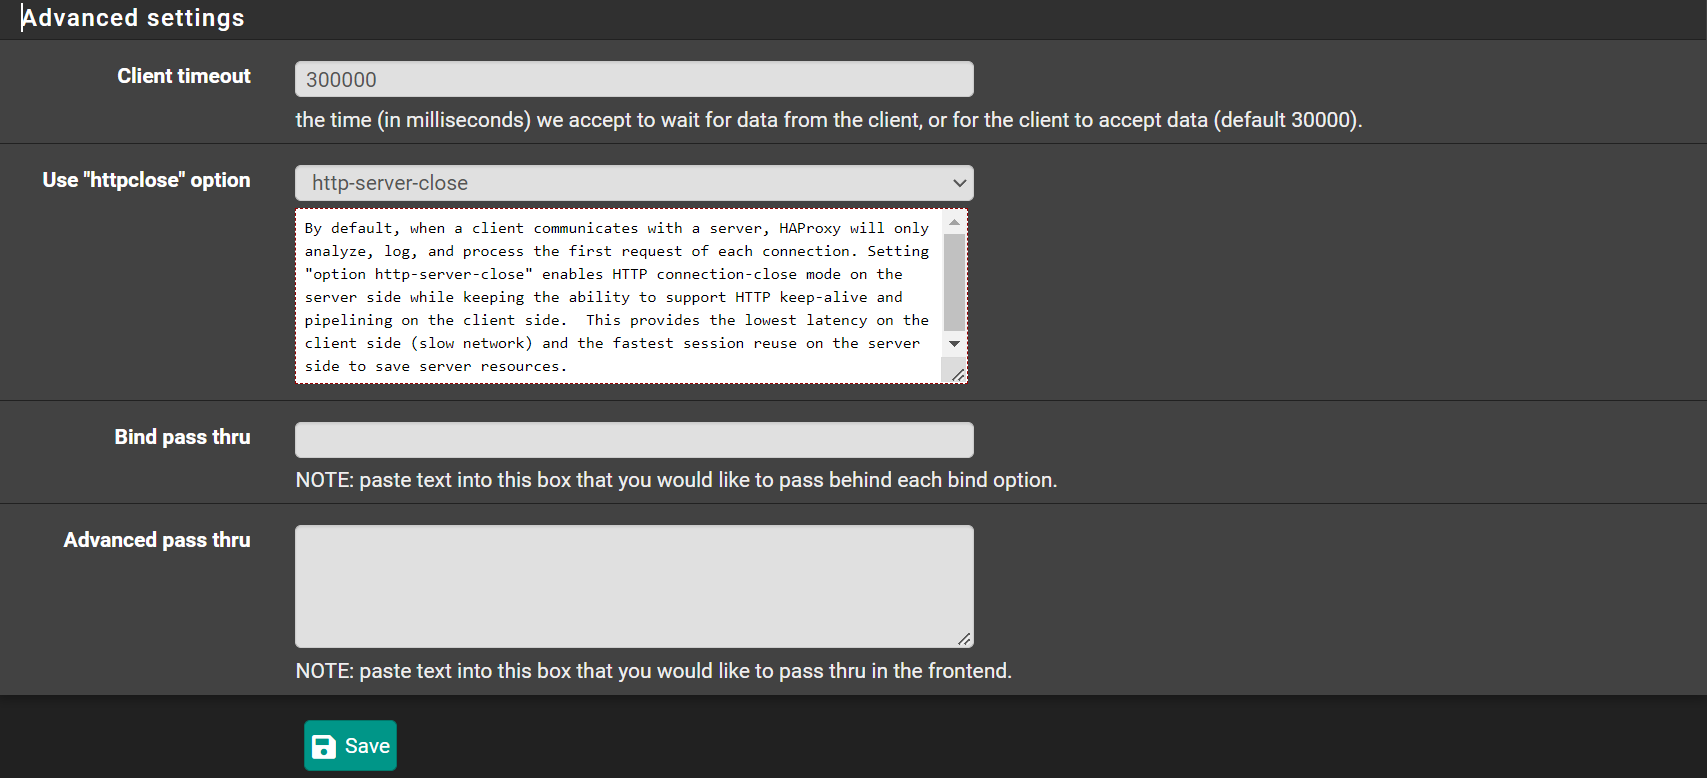 Advanced settings
Client timeout
300000
the time (in milliseconds) we accept to wait for data from the client, or for the client to accept data (default 30000).
Use "httpclose" option
http-server-close
By default, when a client communicates with a server, HAProxy will only
analyze, log, and process the first request of each connection. Setting
"option http-server-close" enables HTTP connection-close mode on the
server side while keeping the ability to support HTTP keep-alive and
pipelining on the client side.  This provides the lowest latency on the
client side (slow network) and the fastest session reuse on the server
side to save server resources.
Bind pass thru
NOTE: paste text into this box that you would like to pass behind each bind option.
Advanced pass thru
NOTE: paste text into this box that you would like to pass thru in the frontend.
Save